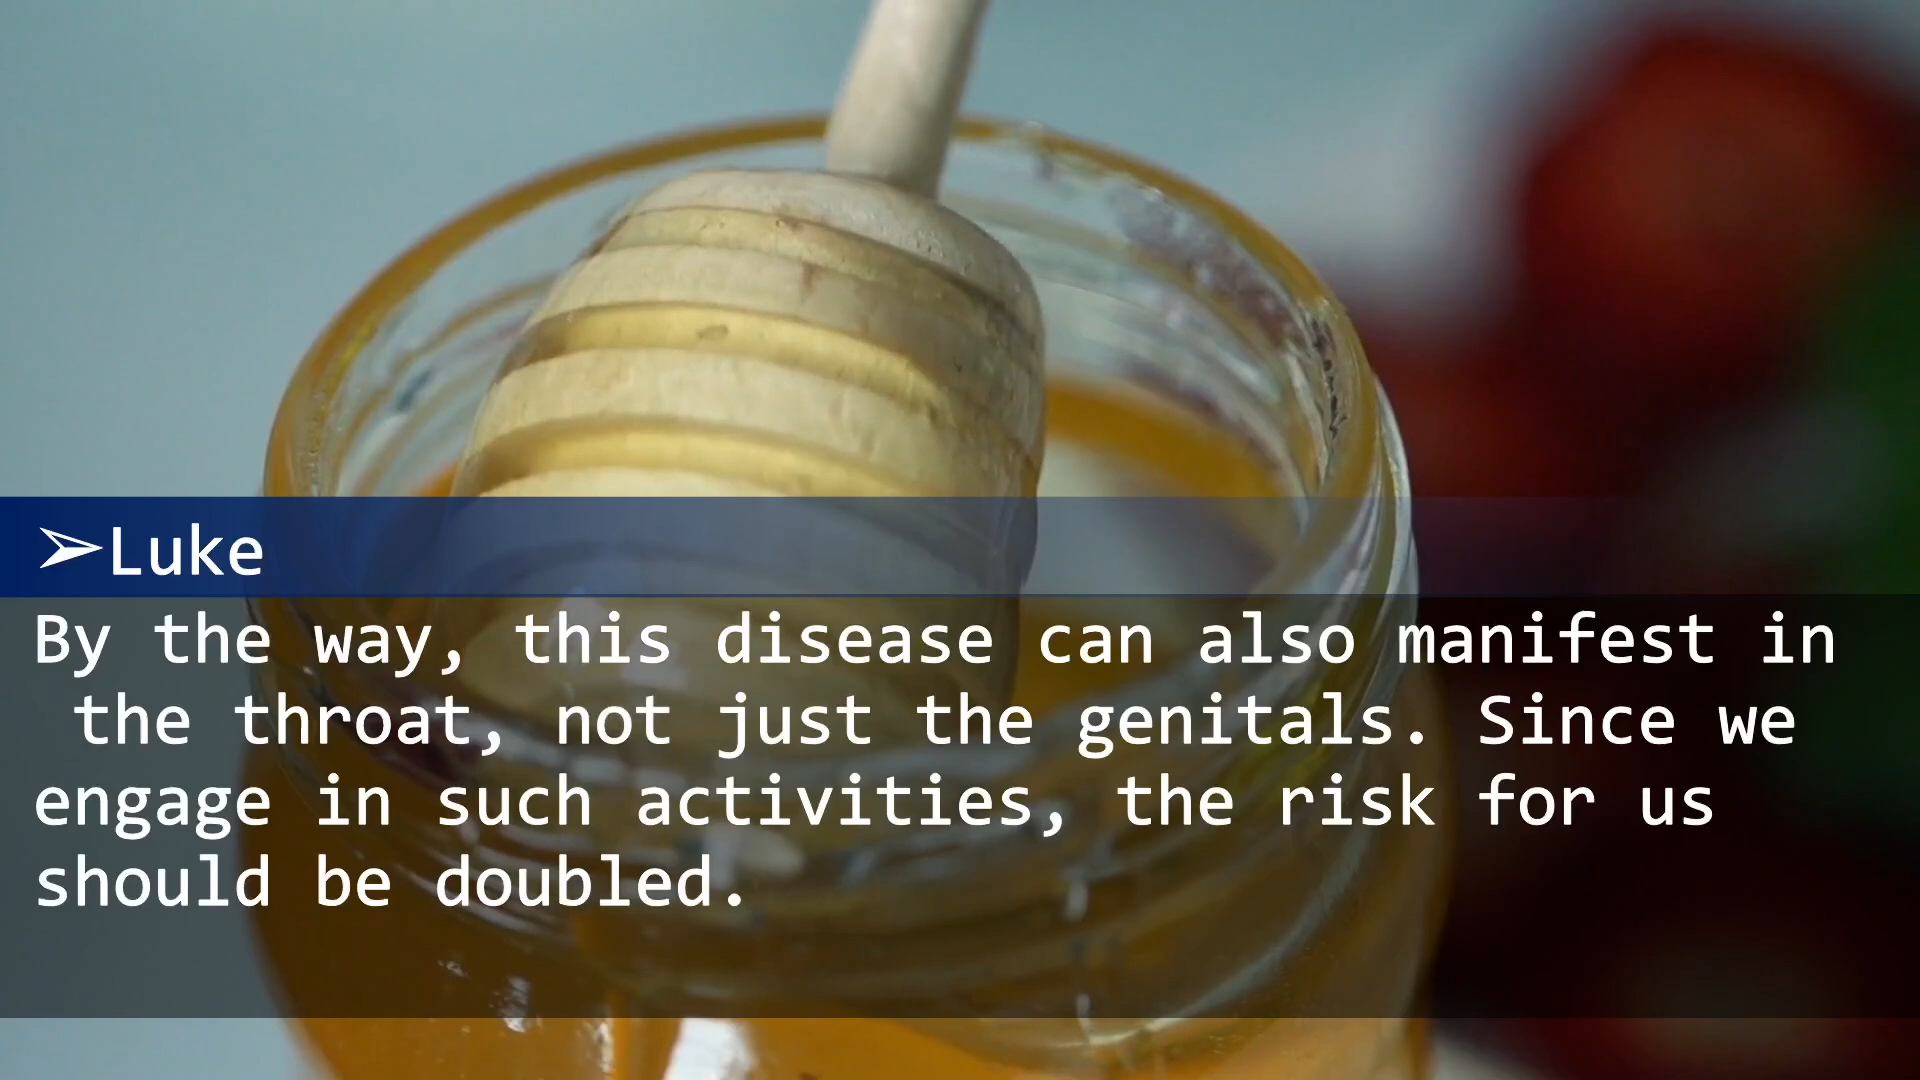 ➢Luke
By the way, this disease can also manifest in
the throat, not just the genitals. Since we
engage in such activities, the risk for us
should be doubled.